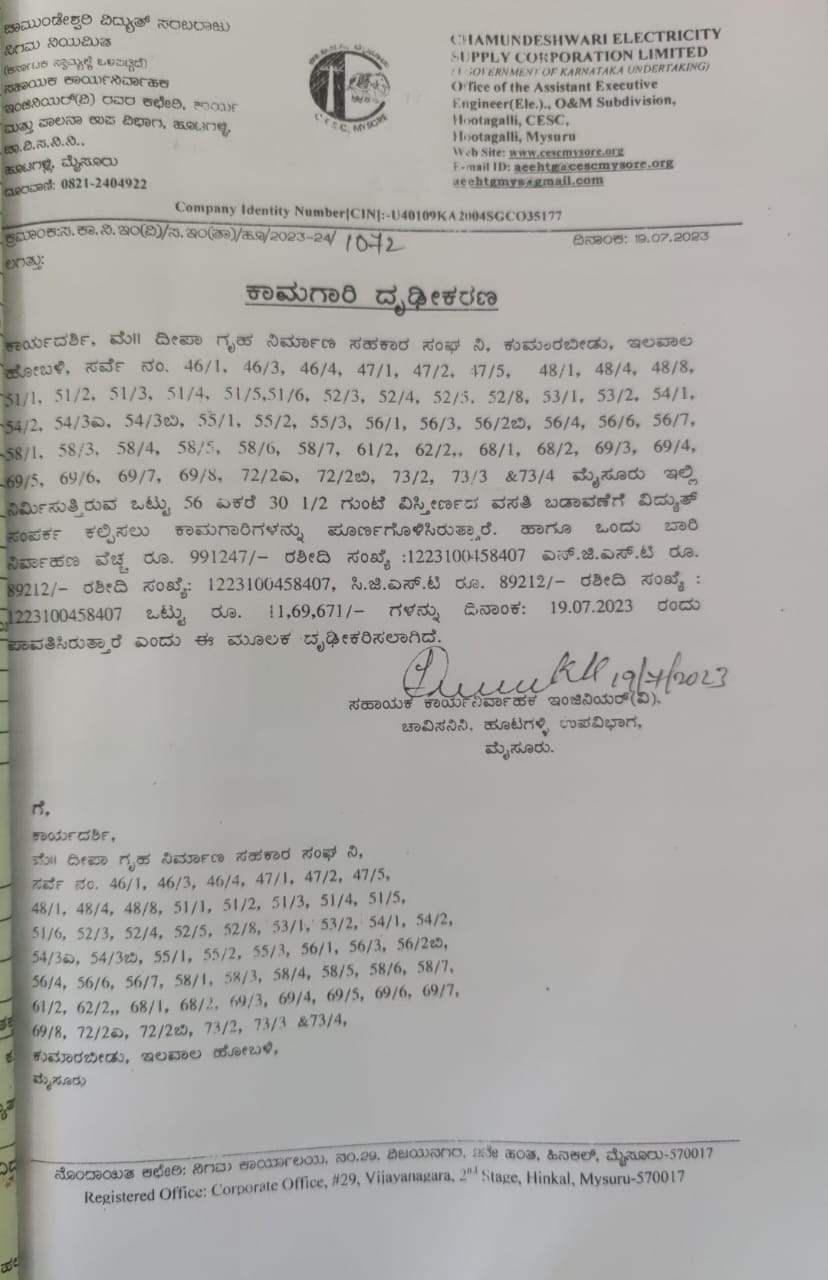 ಚಾಮುಂಡೇಶ್ವರಿ ವಿದ್ಯುತ್ ಸರಬರಾಜು
ನಿಗಮ ನಿಯಮಿತ
(ಕರ್ನಾಟಕ ಸರ್ಕಾರದ ಒಡೆತನಕ್ಕೆ ಒಳಪಟ್ಟಿದೆ)
ಸಹಾಯಕ ಕಾರ್ಯನಿರ್ವಾಹಕ
ಇಂಜಿನಿಯರ್(ವಿ) ರವರ ಕಛೇರಿ, ಕಾರ್ಯ
ಮತ್ತು ಪಾಲನಾ ಉಪ ವಿಭಾಗ, ಹೂಟಗಳ್ಳಿ,
ಚಾ.ವಿ.ಸ.ನಿ.ನಿ.,
ಹೂಟಗಳ್ಳಿ, ಮೈಸೂರು
ದೂರವಾಣಿ: 0821-2404922
C.E.S.C, MYSORE
CHAMUNDESHWARI ELECTRICITY
SUPPLY CORPORATION LIMITED
(A GOVERNMENT OF KARNATAKA UNDERTAKING)
Office of the Assistant Executive
Engineer(Ele.)., O&M Subdivision,
Hootagalli, CESC,
Hootagalli, Mysuru
Web Site: www.cescmysore.org
E-mail ID: aeehtg@cescmysore.org
aeehtgmys@gmail.com
Company Identity Number[CIN]:-U40109KA2004SGCO35177
ಕ್ರಮಾಂಕ:ಸ.ಕಾ.ನಿ.ಇಂ(ವಿ)/ಸ.ಇಂ(ತಾ)/ಹೂ/2023-24/ 1072 ದಿನಾಂಕ: 19.07.2023
ಲಗತ್ತು:
ಕಾಮಗಾರಿ ದೃಢೀಕರಣ
ಕಾರ್ಯದರ್ಶಿ, ಮೆ॥ ದೀಪಾ ಗೃಹ ನಿರ್ಮಾಣ ಸಹಕಾರ ಸಂಘ ನಿ, ಕುಮಾರಬೀಡು, ಇಲವಾಲ
ಹೋಬಳಿ, ಸರ್ವೆ ನಂ. 46/1, 46/3, 46/4, 47/1, 47/2, 47/5, 48/1, 48/4, 48/8,
51/1, 51/2, 51/3, 51/4, 51/5,51/6, 52/3, 52/4, 52/5, 52/8, 53/1, 53/2, 54/1,
54/2, 54/3ಎ, 54/3ಬಿ, 55/1, 55/2, 55/3, 56/1, 56/3, 56/2ಬಿ, 56/4, 56/6, 56/7,
58/1, 58/3, 58/4, 58/5, 58/6, 58/7, 61/2, 62/2,, 68/1, 68/2, 69/3, 69/4,
69/5, 69/6, 69/7, 69/8, 72/2ಎ, 72/2ಬಿ, 73/2, 73/3 &73/4 ಮೈಸೂರು ಇಲ್ಲಿ
ನಿರ್ಮಿಸುತ್ತಿರುವ ಒಟ್ಟು 56 ಎಕರೆ 30 1/2 ಗುಂಟೆ ವಿಸ್ತೀರ್ಣದ ವಸತಿ ಬಡಾವಣೆಗೆ ವಿದ್ಯುತ್
ಸಂಪರ್ಕ ಕಲ್ಪಿಸಲು ಕಾಮಗಾರಿಗಳನ್ನು ಪೂರ್ಣಗೊಳಿಸಿರುತ್ತಾರೆ. ಹಾಗೂ ಒಂದು ಬಾರಿ
ನಿರ್ವಾಹಣ ವೆಚ್ಚ ರೂ. 991247/- ರಶೀದಿ ಸಂಖ್ಯೆ :1223100458407 ಎಸ್.ಜಿ.ಎಸ್.ಟಿ ರೂ.
89212/- ರಶೀದಿ ಸಂಖ್ಯೆ: 1223100458407, ಸಿ.ಜಿ.ಎಸ್.ಟಿ ರೂ. 89212/- ರಶೀದಿ ಸಂಖ್ಯೆ :
1223100458407 ಒಟ್ಟು ರೂ. 11,69,671/- ಗಳನ್ನು ದಿನಾಂಕ: 19.07.2023 ರಂದು
ಪಾವತಿಸಿರುತ್ತಾರೆ ಎಂದು ಈ ಮೂಲಕ ದೃಢೀಕರಿಸಲಾಗಿದೆ.
19/7/2023
ಸಹಾಯಕ ಕಾರ್ಯನಿರ್ವಾಹಕ ಇಂಜಿನಿಯರ್(ವಿ),
ಚಾವಿಸನಿನಿ, ಹೂಟಗಳ್ಳಿ ಉಪವಿಭಾಗ,
ಮೈಸೂರು.
ಗೆ,
ಕಾರ್ಯದರ್ಶಿ,
ಮೆ॥ ದೀಪಾ ಗೃಹ ನಿರ್ಮಾಣ ಸಹಕಾರ ಸಂಘ ನಿ,
ಸರ್ವೆ ನಂ. 46/1, 46/3, 46/4, 47/1, 47/2, 47/5,
48/1, 48/4, 48/8, 51/1, 51/2, 51/3, 51/4, 51/5,
51/6, 52/3, 52/4, 52/5, 52/8, 53/1, 53/2, 54/1, 54/2,
54/3ಎ, 54/3ಬಿ, 55/1, 55/2, 55/3, 56/1, 56/3, 56/2ಬಿ,
56/4, 56/6, 56/7, 58/1, 58/3, 58/4, 58/5, 58/6, 58/7,
61/2, 62/2,, 68/1, 68/2, 69/3, 69/4, 69/5, 69/6, 69/7,
69/8, 72/2ಎ, 72/2ಬಿ, 73/2, 73/3 &73/4,
ಕುಮಾರಬೀಡು, ಇಲವಾಲ ಹೋಬಳಿ,
ಮೈಸೂರು
ನೊಂದಾಯಿತ ಕಛೇರಿ: ನಿಗಮ ಕಾರ್ಯಾಲಯ, ನಂ.29, ವಿಜಯನಗರ, 2ನೇ ಹಂತ, ಹಿನಕಲ್, ಮೈಸೂರು-570017
Registered Office: Corporate Office, #29, Vijayanagara, 2nd Stage, Hinkal, Mysuru-570017